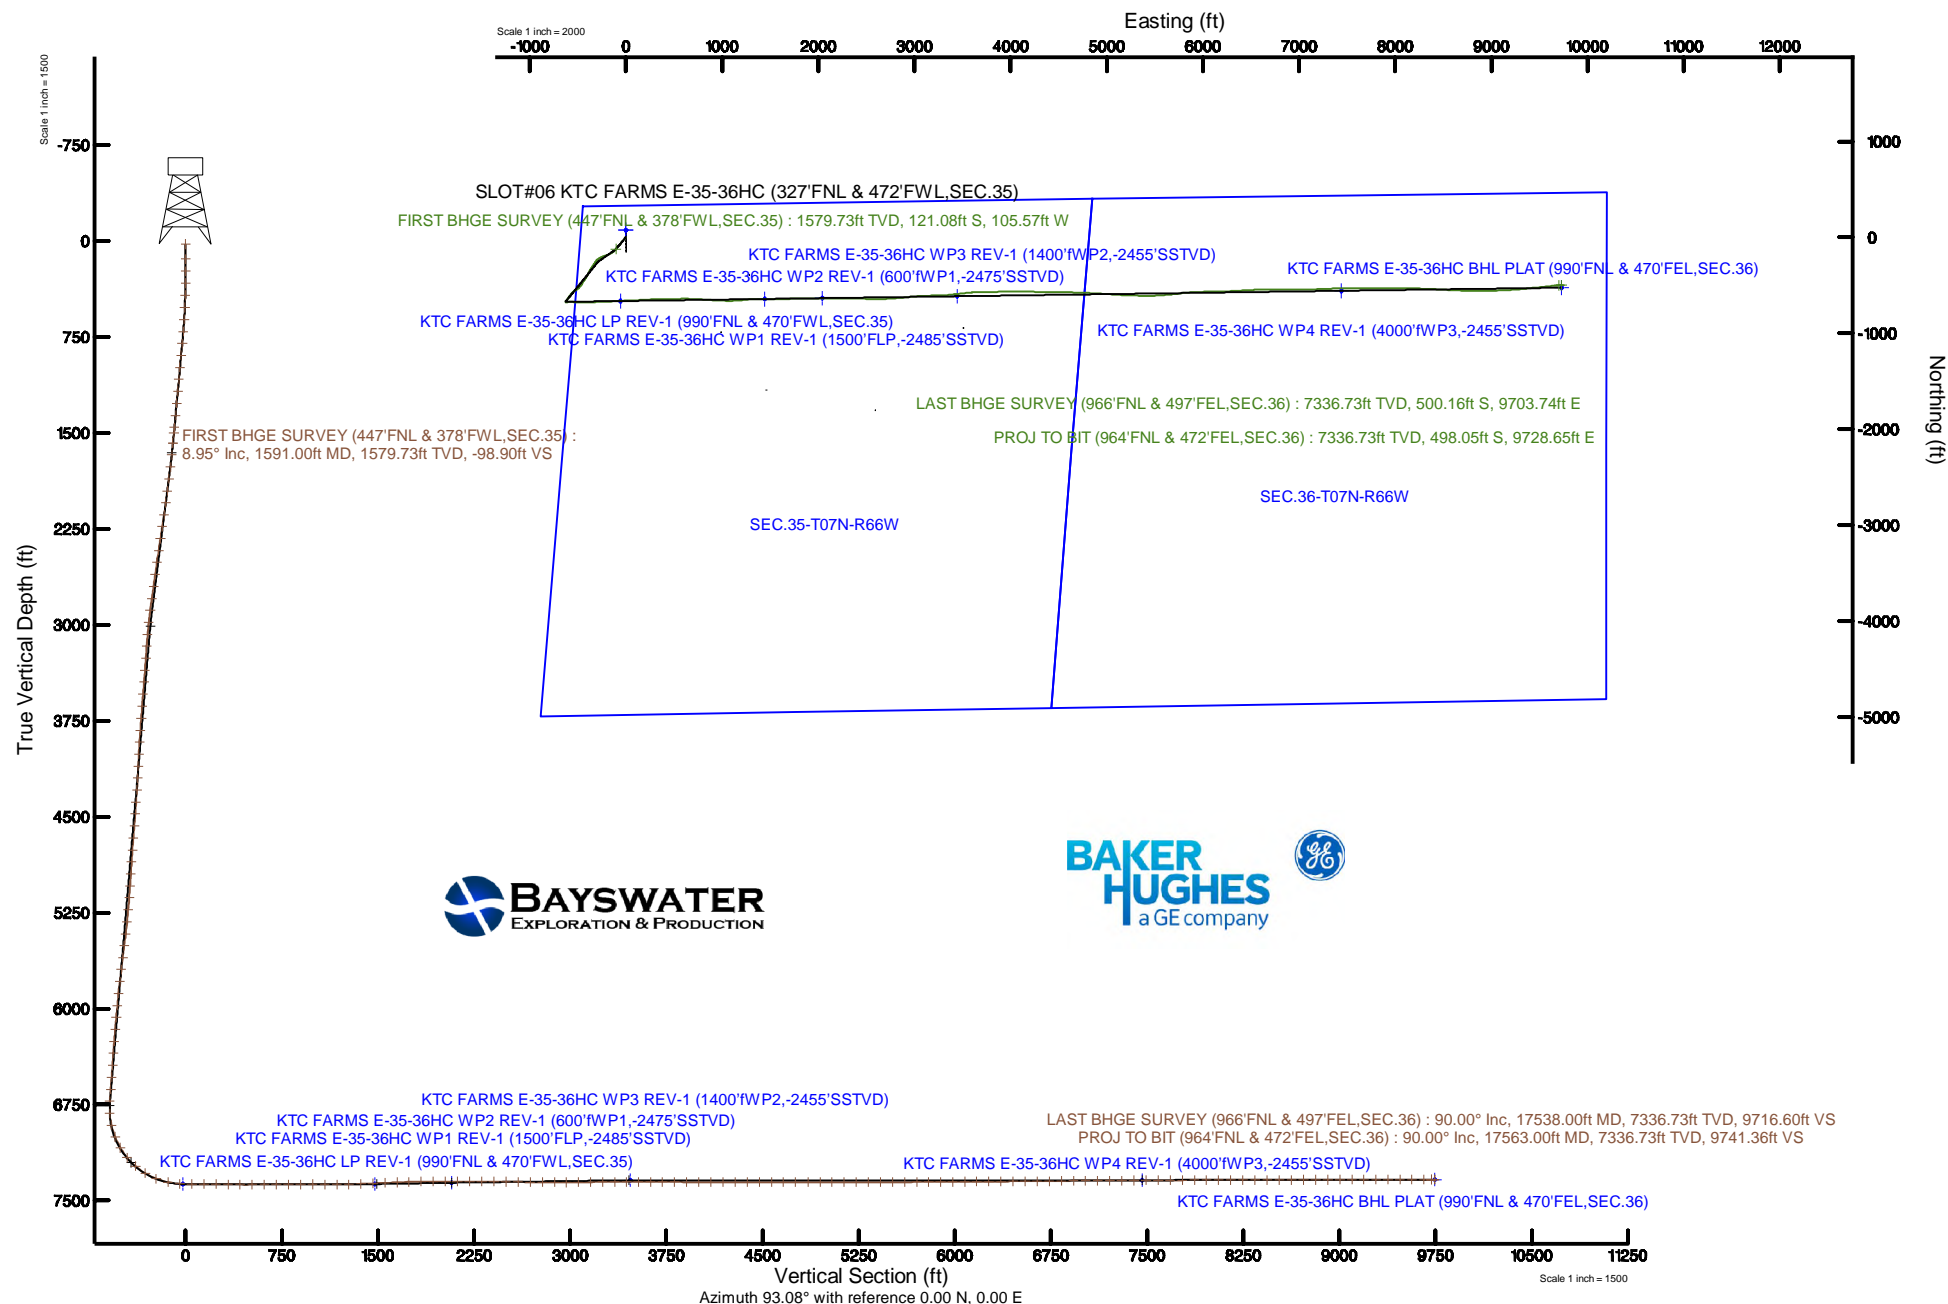 Easting (ft)
Scale 1 inch = 2000
-1000 0 1000 2000 3000 4000 5000 6000 7000 8000 9000 10000 11000 12000
Scale 1 inch = 1500
-750
0
750
1500
2250
3000
3750
4500
5250
6000
6750
7500
True Vertical Depth (ft)
1000
0
-1000
-2000
-3000
-4000
-5000
Northing (ft)
SLOT#06 KTC FARMS E-35-36HC (327'FNL & 472'FWL,SEC.35)
FIRST BHGE SURVEY (447'FNL & 378'FWL,SEC.35) : 1579.73ft TVD, 121.08ft S, 105.57ft W
KTC FARMS E-35-36HC WP3 REV-1 (1400'fWP2,-2455'SSTVD)
KTC FARMS E-35-36HC BHL PLAT (990'FNL & 470'FEL,SEC.36)
KTC FARMS E-35-36HC WP2 REV-1 (600'fWP1,-2475'SSTVD)
KTC FARMS E-35-36HC LP REV-1 (990'FNL & 470'FWL,SEC.35)
KTC FARMS E-35-36HC WP4 REV-1 (4000'fWP3,-2455'SSTVD)
KTC FARMS E-35-36HC WP1 REV-1 (1500'FLP,-2485'SSTVD)
LAST BHGE SURVEY (966'FNL & 497'FEL,SEC.36) : 7336.73ft TVD, 500.16ft S, 9703.74ft E
PROJ TO BIT (964'FNL & 472'FEL,SEC.36) : 7336.73ft TVD, 498.05ft S, 9728.65ft E
FIRST BHGE SURVEY (447'FNL & 378'FWL,SEC.35) :
8.95° Inc, 1591.00ft MD, 1579.73ft TVD, -98.90ft VS
SEC.36-T07N-R66W
SEC.35-T07N-R66W
BAYSWATER
EXPLORATION & PRODUCTION
BAKER
HUGHES
a GE company
GE
KTC FARMS E-35-36HC WP3 REV-1 (1400'fWP2,-2455'SSTVD)
KTC FARMS E-35-36HC WP2 REV-1 (600'fWP1,-2475'SSTVD)
KTC FARMS E-35-36HC WP1 REV-1 (1500'FLP,-2485'SSTVD)
KTC FARMS E-35-36HC LP REV-1 (990'FNL & 470'FWL,SEC.35)
LAST BHGE SURVEY (966'FNL & 497'FEL,SEC.36) : 90.00° Inc, 17538.00ft MD, 7336.73ft TVD, 9716.60ft VS
PROJ TO BIT (964'FNL & 472'FEL,SEC.36) : 90.00° Inc, 17563.00ft MD, 7336.73ft TVD, 9741.36ft VS
KTC FARMS E-35-36HC WP4 REV-1 (4000'fWP3,-2455'SSTVD)
KTC FARMS E-35-36HC BHL PLAT (990'FNL & 470'FEL,SEC.36)
0 750 1500 2250 3000 3750 4500 5250 6000 6750 7500 8250 9000 9750 10500 11250
Vertical Section (ft)
Scale 1 inch = 1500
Azimuth 93.08° with reference 0.00 N, 0.00 E